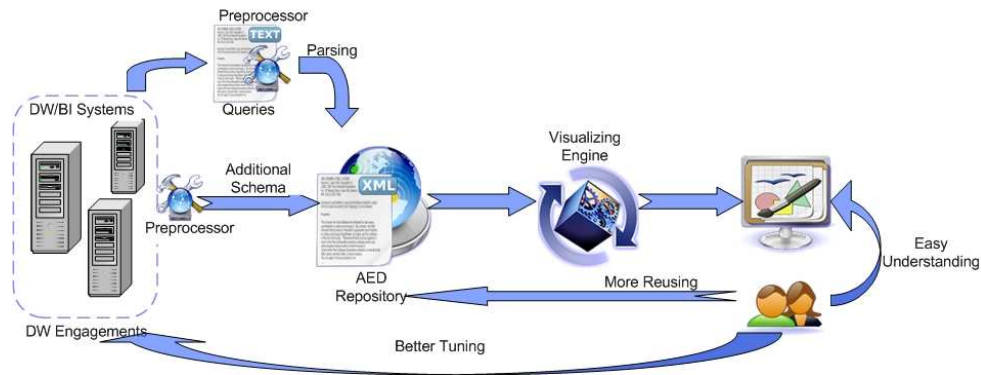 Preprocessor
TEXT
Parsing
Queries
DW/BI Systems
Additional
Schema
Preprocessor
XML
AED
Repository
Visualizing
Engine
More Reusing
Easy
Understanding
DW Engagements
Better Tuning